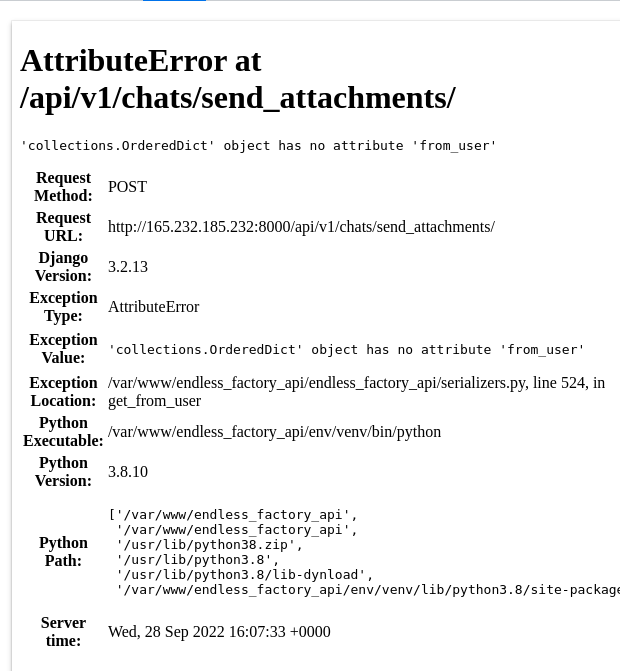 AttributeError at
/api/v1/chats/send_attachments/
'collections.OrderedDict' object has no attribute 'from_user'
Request Method: POST
Request URL: http://165.232.185.232:8000/api/v1/chats/send_attachments/
Django Version: 3.2.13
Exception Type: AttributeError
Exception Value: 'collections.OrderedDict' object has no attribute 'from_user'
Exception Location: /var/www/endless_factory_api/endless_factory_api/serializers.py, line 524, in
get_from_user
Python Executable: /var/www/endless_factory_api/env/venv/bin/python
Python Version: 3.8.10
Python Path: ['/var/www/endless_factory_api',
'/var/www/endless_factory_api',
'/usr/lib/python38.zip',
'/usr/lib/python3.8',
'/usr/lib/python3.8/lib-dynload',
'/var/www/endless_factory_api/env/venv/lib/python3.8/site-package
Server time: Wed, 28 Sep 2022 16:07:33 +0000